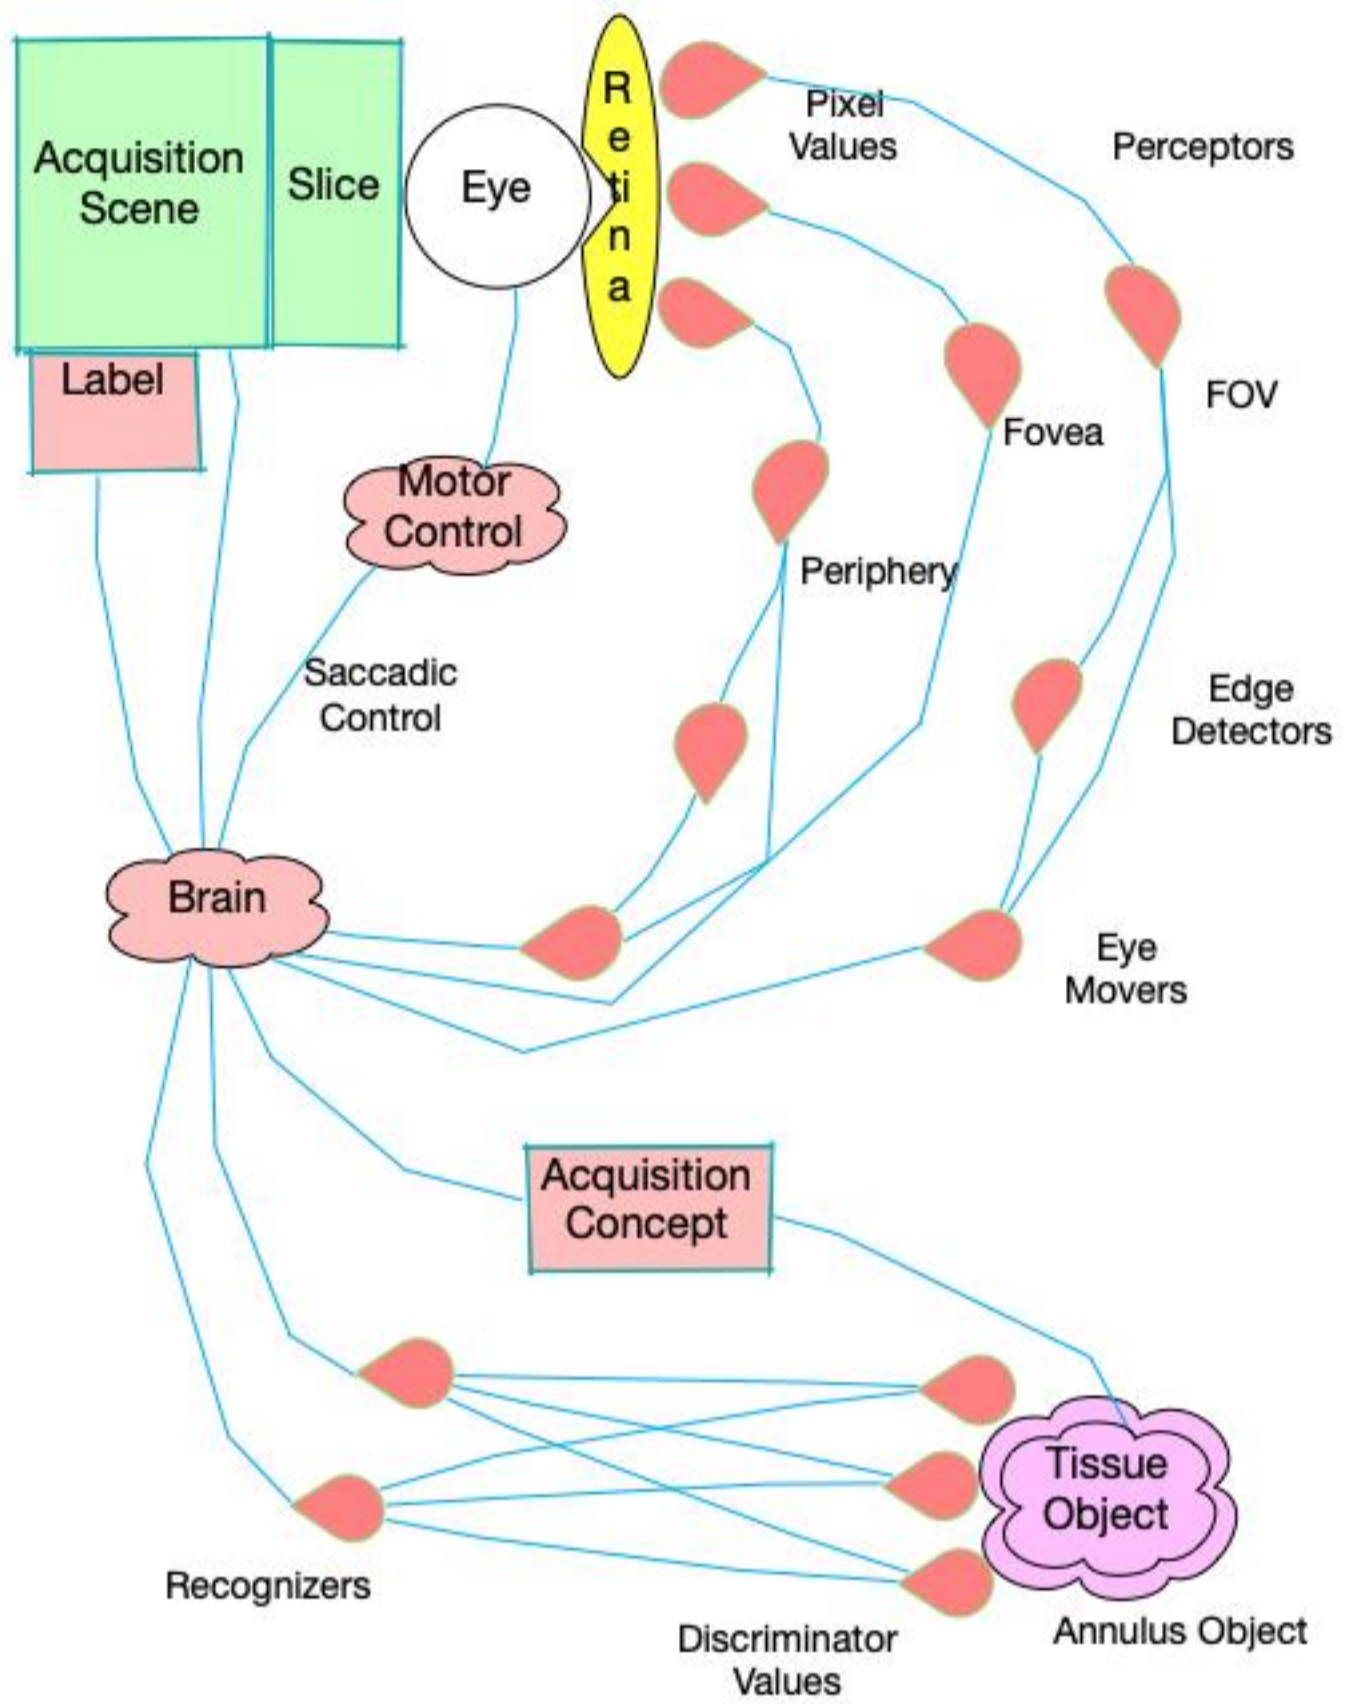 Acquisition
Scene
Slice
Eye
Retina
Pixel
Values
Perceptors
Label
FOV
Fovea
Motor
Control
Periphery
Saccadic
Control
Edge
Detectors
Brain
Eye
Movers
Acquisition
Concept
Tissue
Object
Recognizers
Discriminator
Values
Annulus Object